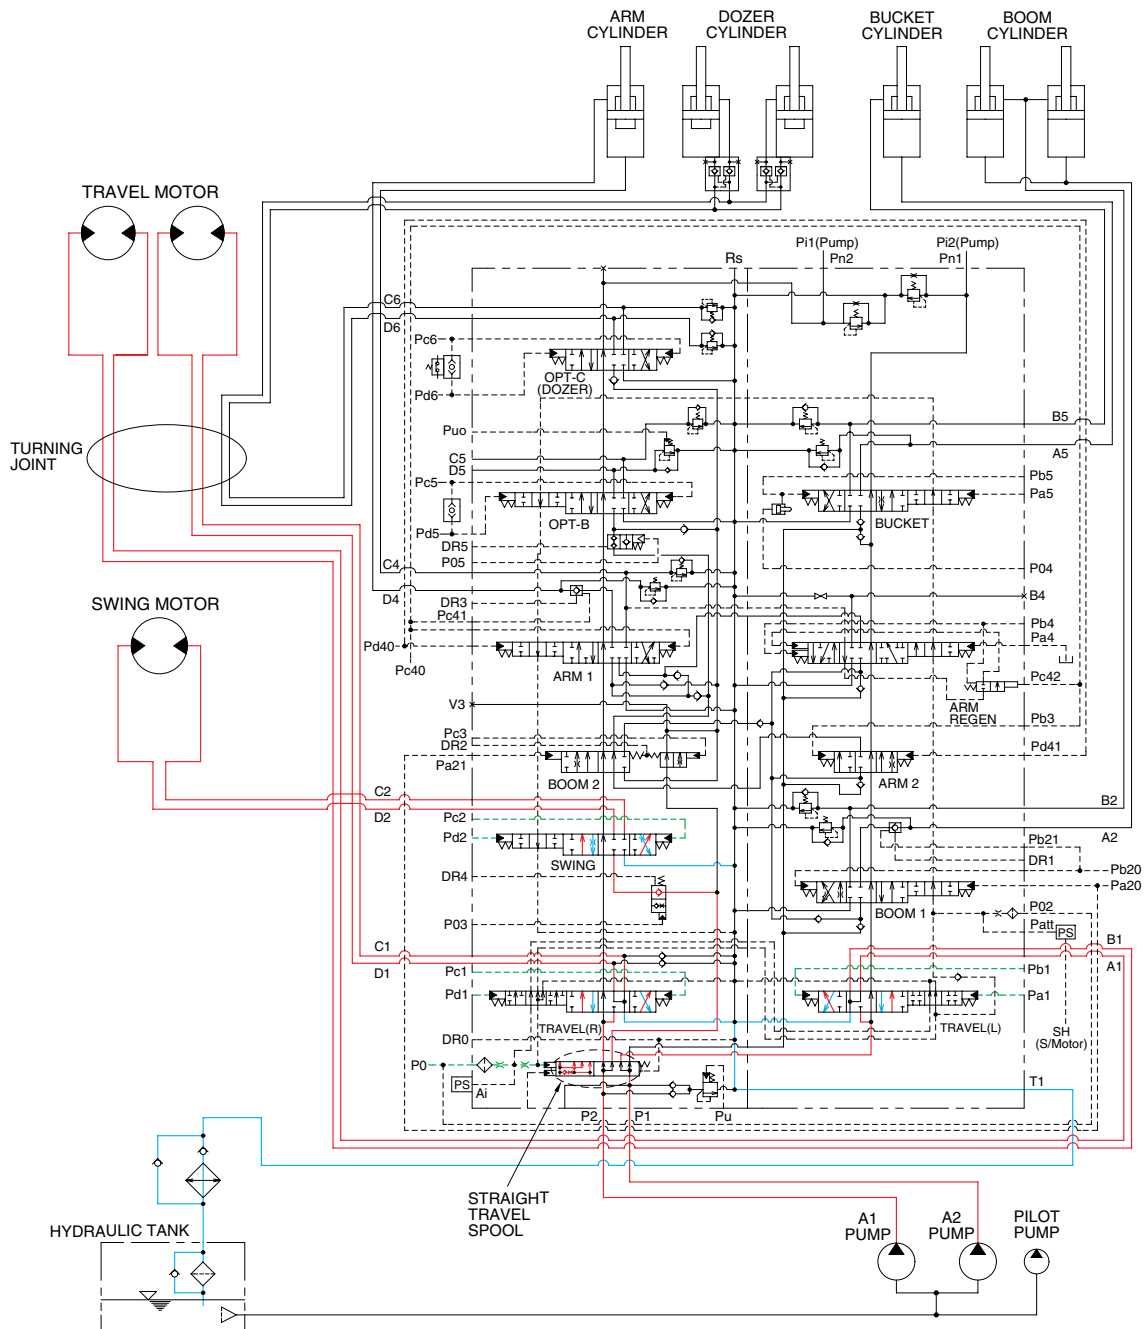 ARM
CYLINDER
DOZER
CYLINDER
BUCKET
CYLINDER
BOOM
CYLINDER
TRAVEL MOTOR
Pi1(Pump)
Pn2
Pi2(Pump)
Pn1
Rs
C6
D6
Pc6
Pd6
OPT-C
(DOZER)
TURNING
JOINT
Puo
C5
D5
Pc5
Pd5
OPT-B
DR5
P05
B5
A5
Pb5
Pa5
BUCKET
P04
C4
D4
DR3
Pc41
B4
Pb4
Pa4
SWING MOTOR
Pd40
Pc40
ARM 1
ARM
REGEN
Pc42
V3
Pb3
Pc3
DR2
Pa21
BOOM 2
ARM 2
Pd41
C2
D2
Pc2
Pd2
SWING
B2
A2
Pb21
DR1
Pb20
Pa20
DR4
P03
BOOM 1
P02
Patt
PS
C1
D1
B1
A1
Pc1
Pd1
TRAVEL(R)
Pb1
Pa1
TRAVEL(L)
SH
(S/Motor)
DR0
P0
PS
Ai
T1
P2
P1
Pu
STRAIGHT
TRAVEL
SPOOL
HYDRAULIC TANK
A1
PUMP
A2
PUMP
PILOT
PUMP